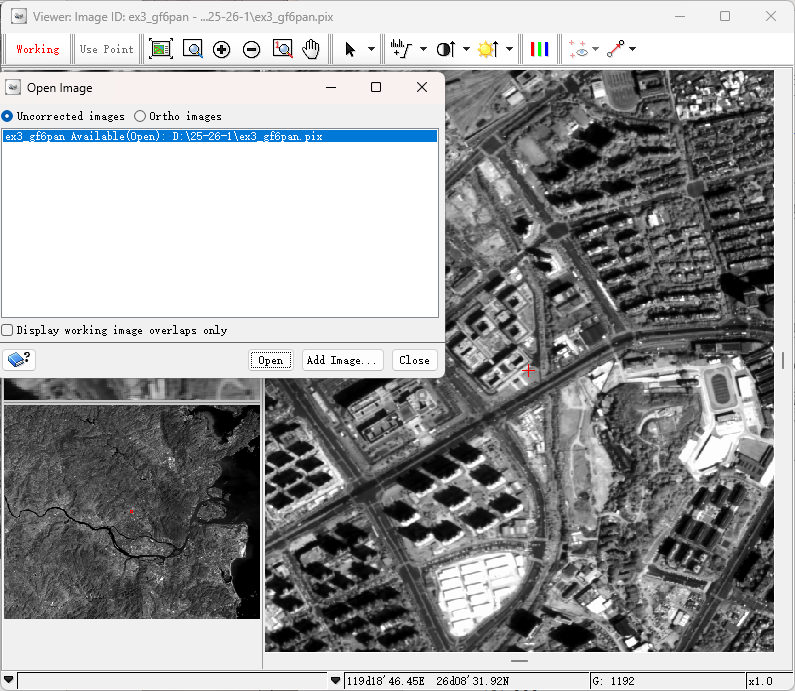 Viewer: Image ID: ex3_gf6pan - ...25-26-1\ex3_gf6pan.pix
Working
Use Point
Open Image
Uncorrected images
Ortho images
ex3_gf6pan Available(Open): D:\25-26-1\ex3_gf6pan.pix
Display working image overlaps only
Open
Add Image...
Close
119d18'46.45E 26d08'31.92N
G: 1192
x1.0